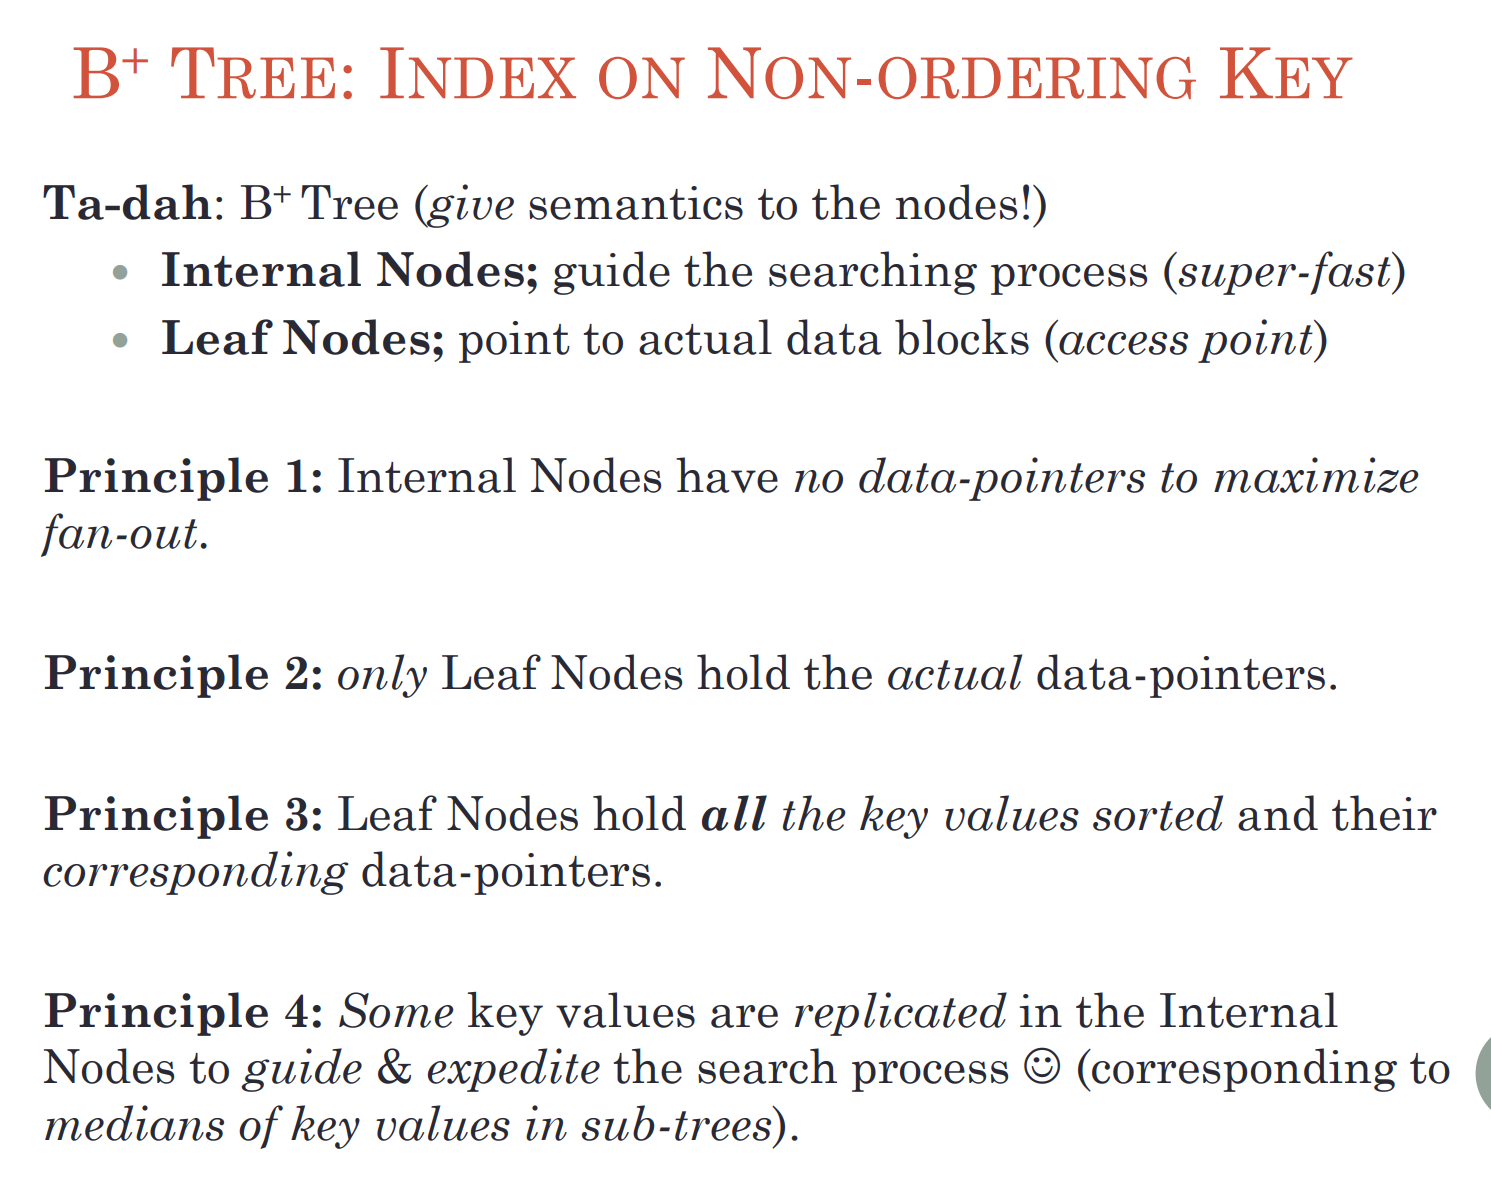 B+ TREE: INDEX ON NON-ORDERING KEY
Ta-dah: B+ Tree (give semantics to the nodes!)
• Internal Nodes; guide the searching process (super-fast)
• Leaf Nodes; point to actual data blocks (access point)
Principle 1: Internal Nodes have no data-pointers to maximize
fan-out.
Principle 2: only Leaf Nodes hold the actual data-pointers.
Principle 3: Leaf Nodes hold all the key values sorted and their
corresponding data-pointers.
Principle 4: Some key values are replicated in the Internal
Nodes to guide & expedite the search process ☺ (corresponding to
medians of key values in sub-trees).